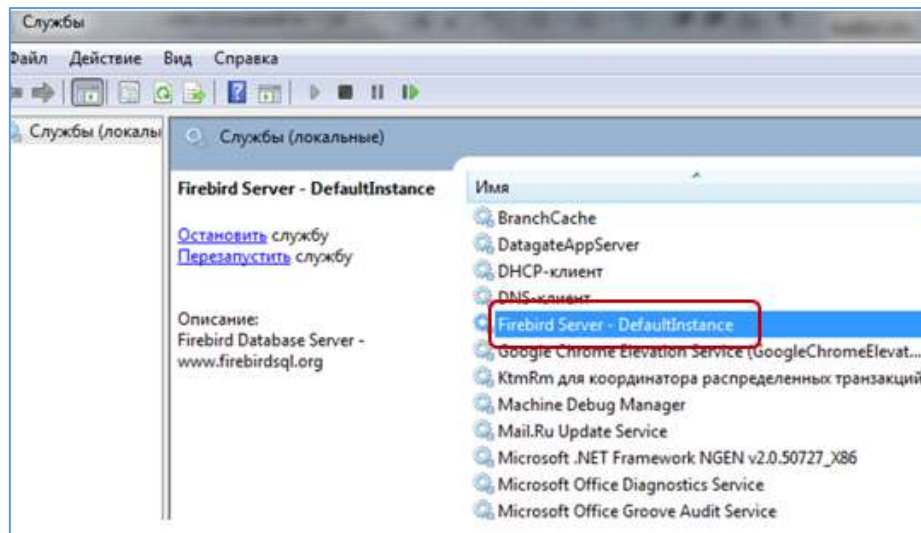 Службы
Файл Действие Вид Справка
Службы (локалы
Службы (локальные)
Firebird Server - DefaultInstance
Остановить службу
Перезапустить службу
Описание:
Firebird Database Server -
www.firebirdsql.org
Имя
BranchCache
DatagateAppServer
DHCP-клиент
DNS-клиент
Firebird Server - DefaultInstance
Google Chrome Elevation Service (GoogleChromeElevat...
KtmRm для координатора распределенных транзакций
Machine Debug Manager
Mail.Ru Update Service
Microsoft .NET Framework NGEN v2.0.50727_X86
Microsoft Office Diagnostics Service
Microsoft Office Groove Audit Service